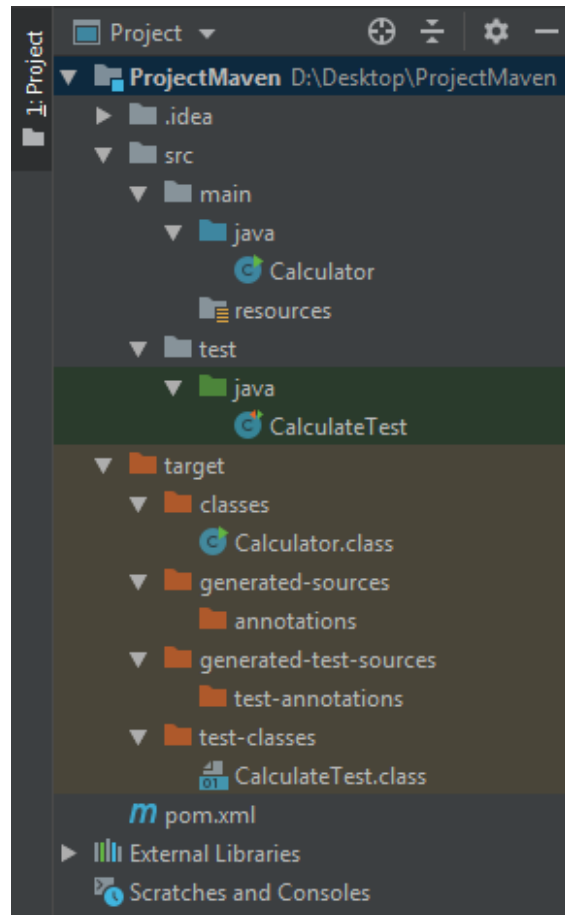 1: Project
Project
ProjectMaven D:\Desktop\ProjectMaven
.idea
src
main
java
Calculator
resources
test
java
CalculateTest
target
classes
Calculator.class
generated-sources
annotations
generated-test-sources
test-annotations
test-classes
CalculateTest.class
pom.xml
External Libraries
Scratches and Consoles